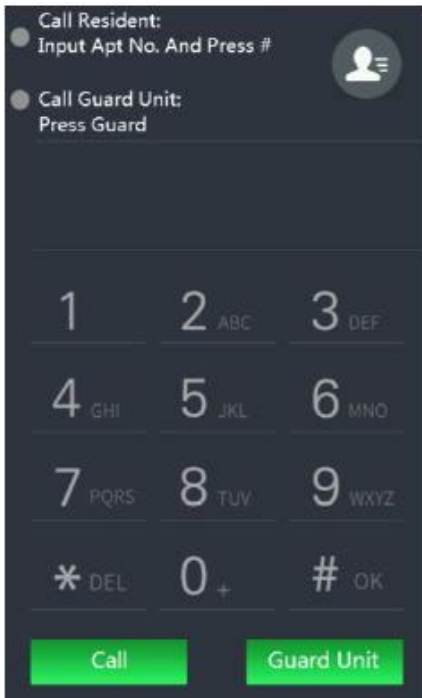 Call Resident:
Input Apt No. And Press #
Call Guard Unit:
Press Guard
1 2 ABC 3 DEF
4 GHI 5 JKL 6 MNO
7 PQRS 8 TUV 9 WXYZ
* DEL 0 + # OK
Call Guard Unit